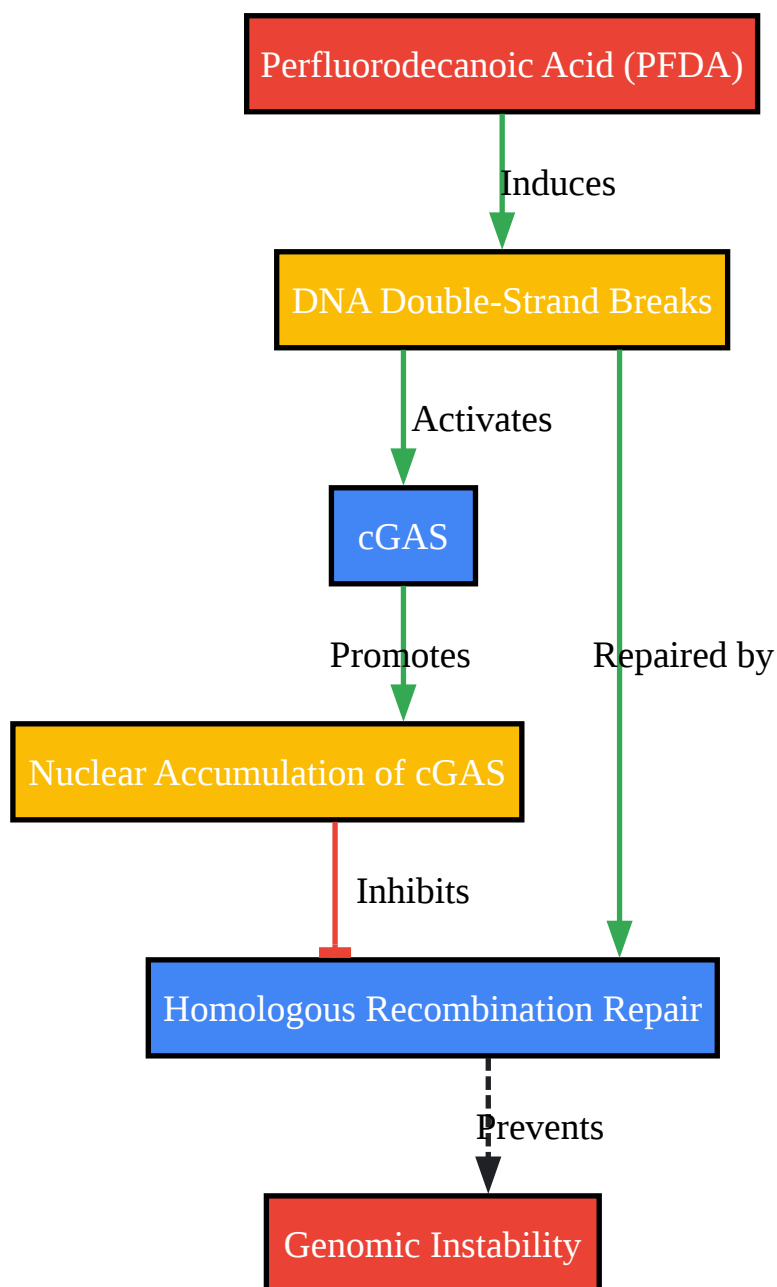 Perfluorodecanoic Acid (PFDA)
Induces
DNA Double-Strand Breaks
Activates
cGAS
Promotes
Repaired by
Nuclear Accumulation of cGAS
Inhibits
Homologous Recombination Repair
Prevents
Genomic Instability